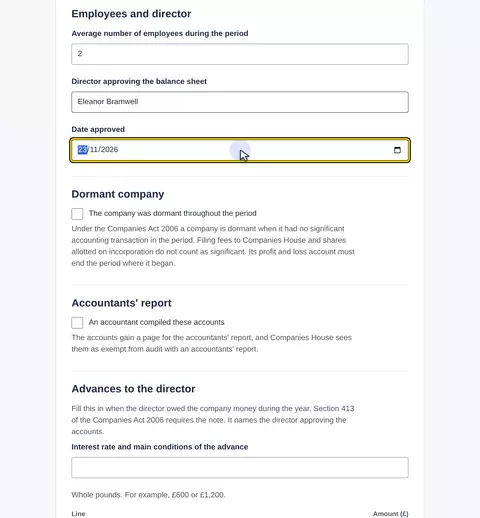 Employees and director
Average number of employees during the period
2
Director approving the balance sheet
Eleanor Bramwell
Date approved
23/11/2026
Dormant company
The company was dormant throughout the period
Under the Companies Act 2006 a company is dormant when it had no significant
accounting transaction in the period. Filing fees to Companies House and shares
allotted on incorporation do not count as significant. Its profit and loss account must
end the period where it began.
Accountants' report
An accountant compiled these accounts
The accounts gain a page for the accountants' report, and Companies House sees
them as exempt from audit with an accountants' report.
Advances to the director
Fill this in when the director owed the company money during the year. Section 413
of the Companies Act 2006 requires the note. It names the director approving the
accounts.
Interest rate and main conditions of the advance
Whole pounds. For example, £600 or £1,200.
Line Amount (£)